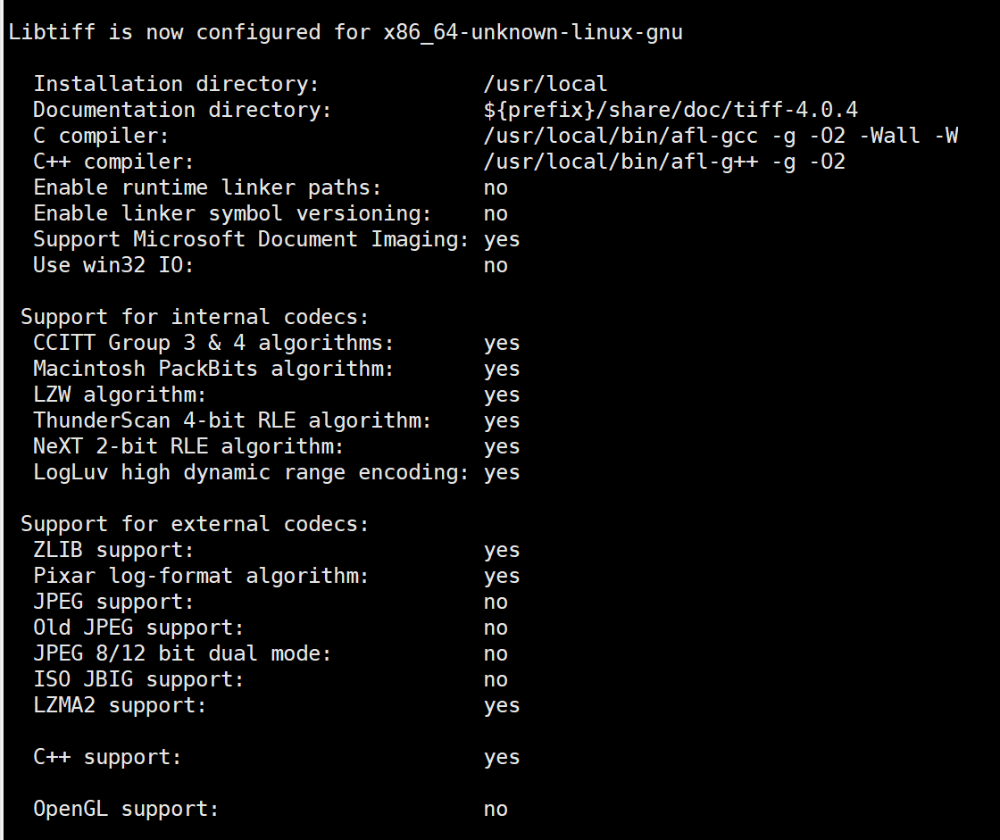 Libtiff is now configured for x86_64-unknown-linux-gnu
Installation directory: /usr/local
Documentation directory: ${prefix}/share/doc/tiff-4.0.4
C compiler: /usr/local/bin/afl-gcc -g -O2 -Wall -W
C++ compiler: /usr/local/bin/afl-g++ -g -O2
Enable runtime linker paths: no
Enable linker symbol versioning: no
Support Microsoft Document Imaging: yes
Use win32 IO: no
Support for internal codecs:
CCITT Group 3 & 4 algorithms: yes
Macintosh PackBits algorithm: yes
LZW algorithm: yes
ThunderScan 4-bit RLE algorithm: yes
NeXT 2-bit RLE algorithm: yes
LogLuv high dynamic range encoding: yes
Support for external codecs:
ZLIB support: yes
Pixar log-format algorithm: yes
JPEG support: no
Old JPEG support: no
JPEG 8/12 bit dual mode: no
ISO JBIG support: no
LZMA2 support: yes
C++ support: yes
OpenGL support: no